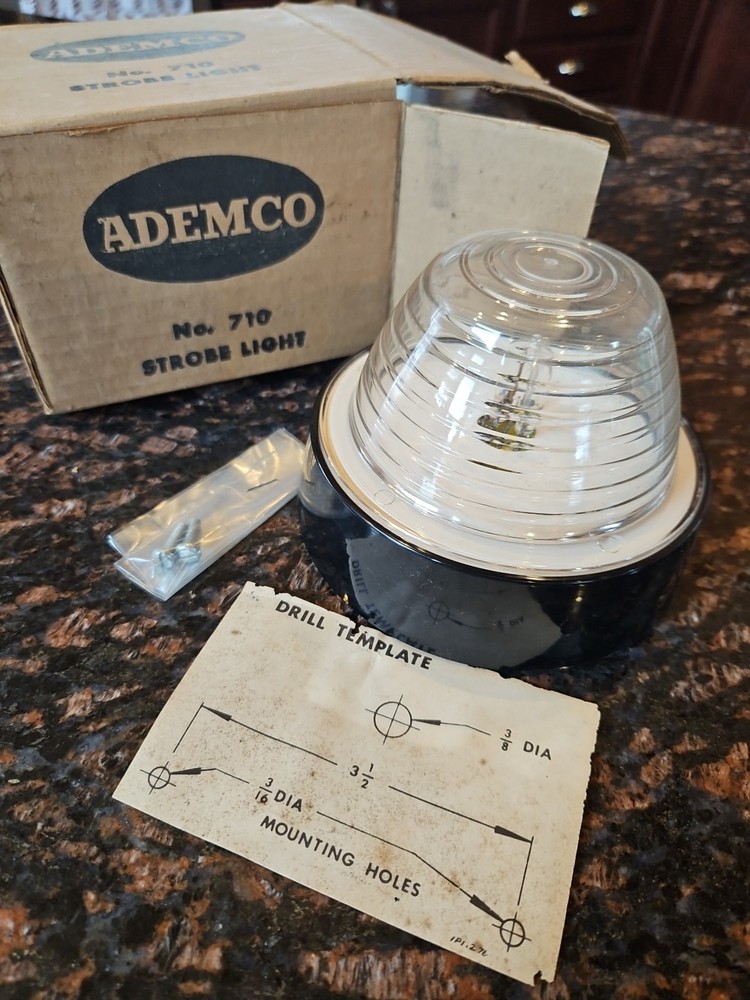 ADEMCO
No. 710
STROBE LIGHT
ADEMCO
No. 710
STROBE LIGHT
DRILL TEMPLATE
3/8 DIA
3 1/2
3/16 DIA
MOUNTING HOLES